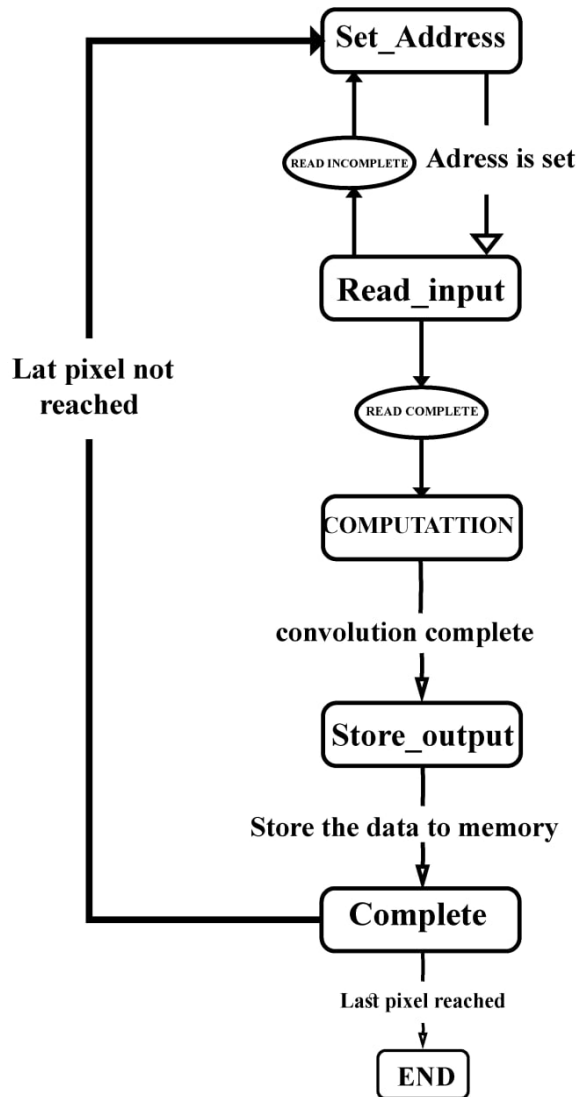 Set_Address
READ INCOMPLETE
Adress is set
Read_input
Lat pixel not
reached
READ COMPLETE
COMPUTATTION
convolution complete
Store_output
Store the data to memory
Complete
Last pixel reached
END